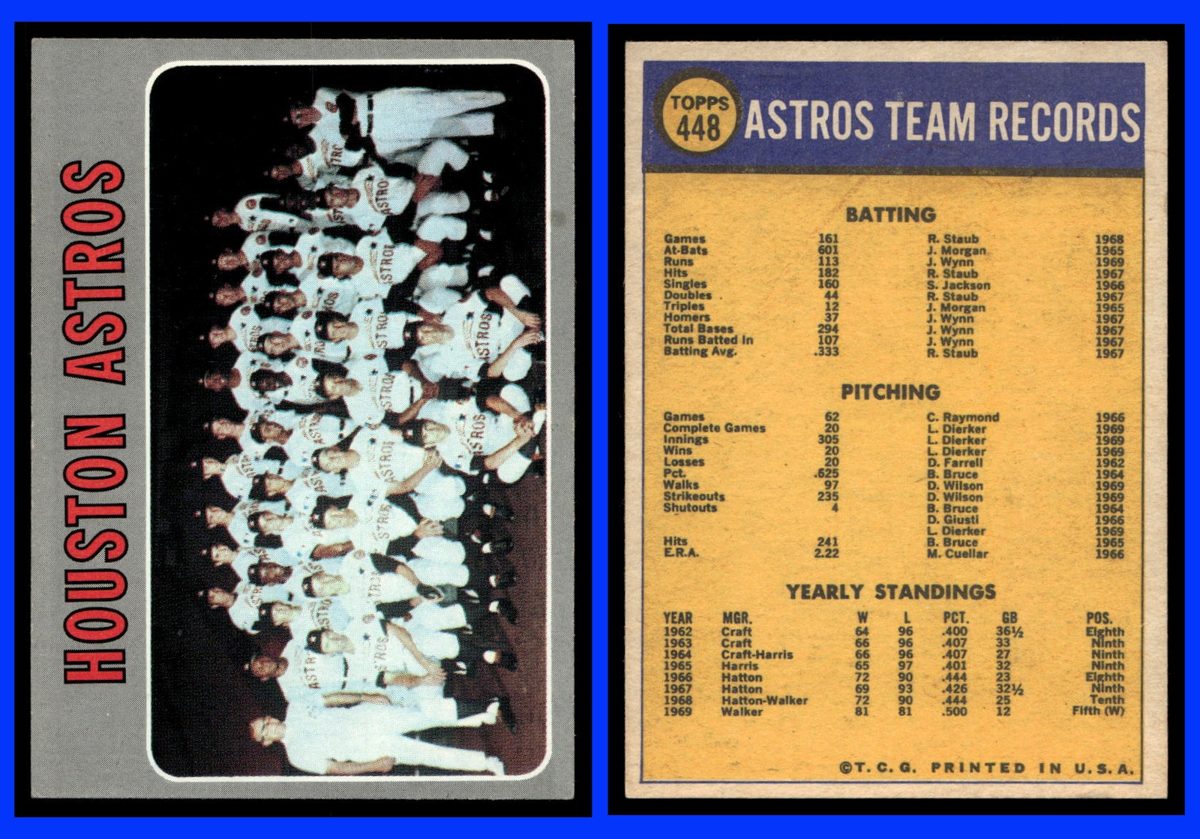 HOUSTON ASTROS
TOPPS
448
ASTROS TEAM RECORDS
BATTING
Games 161 R. Staub 1968
At-Bats 601 J. Morgan 1965
Runs 113 J. Wynn 1969
Hits 182 R. Staub 1967
Singles 160 S. Jackson 1966
Doubles 44 R. Staub 1967
Triples 12 J. Morgan 1965
Homers 37 J. Wynn 1967
Total Bases 294 J. Wynn 1967
Runs Batted In 107 J. Wynn 1967
Batting Avg. .333 R. Staub 1967
PITCHING
Games 62 C. Raymond 1966
Complete Games 20 L. Dierker 1969
Innings 305 L. Dierker 1969
Wins 20 L. Dierker 1969
Losses 20 D. Farrell 1962
Pct. .625 B. Bruce 1964
Walks 97 D. Wilson 1969
Strikeouts 235 D. Wilson 1969
Shutouts 4 B. Bruce 1964
D. Giusti 1966
L. Dierker 1969
Hits 241 B. Bruce 1965
E.R.A. 2.22 M. Cuellar 1966
YEARLY STANDINGS
YEAR MGR. W L PCT. GB POS.
1962 Craft 64 96 .400 36½ Eighth
1963 Craft 66 96 .407 33 Ninth
1964 Craft-Harris 66 96 .407 27 Ninth
1965 Harris 65 97 .401 32 Ninth
1966 Hatton 72 90 .444 23 Eighth
1967 Hatton 69 93 .426 32½ Ninth
1968 Hatton-Walker 72 90 .444 25 Tenth
1969 Walker 81 81 .500 12 Fifth (W)
©T.C.G. PRINTED IN U.S.A.